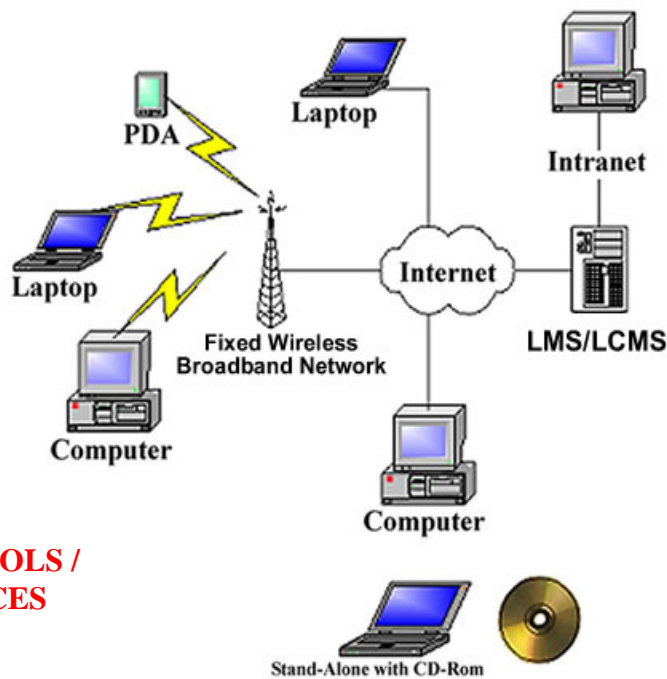 Laptop
PDA
Intranet
Laptop
Internet
LMS/LCMS
Fixed Wireless
Broadband Network
Computer
Computer
OLS /
CES
Stand-Alone with CD-Rom